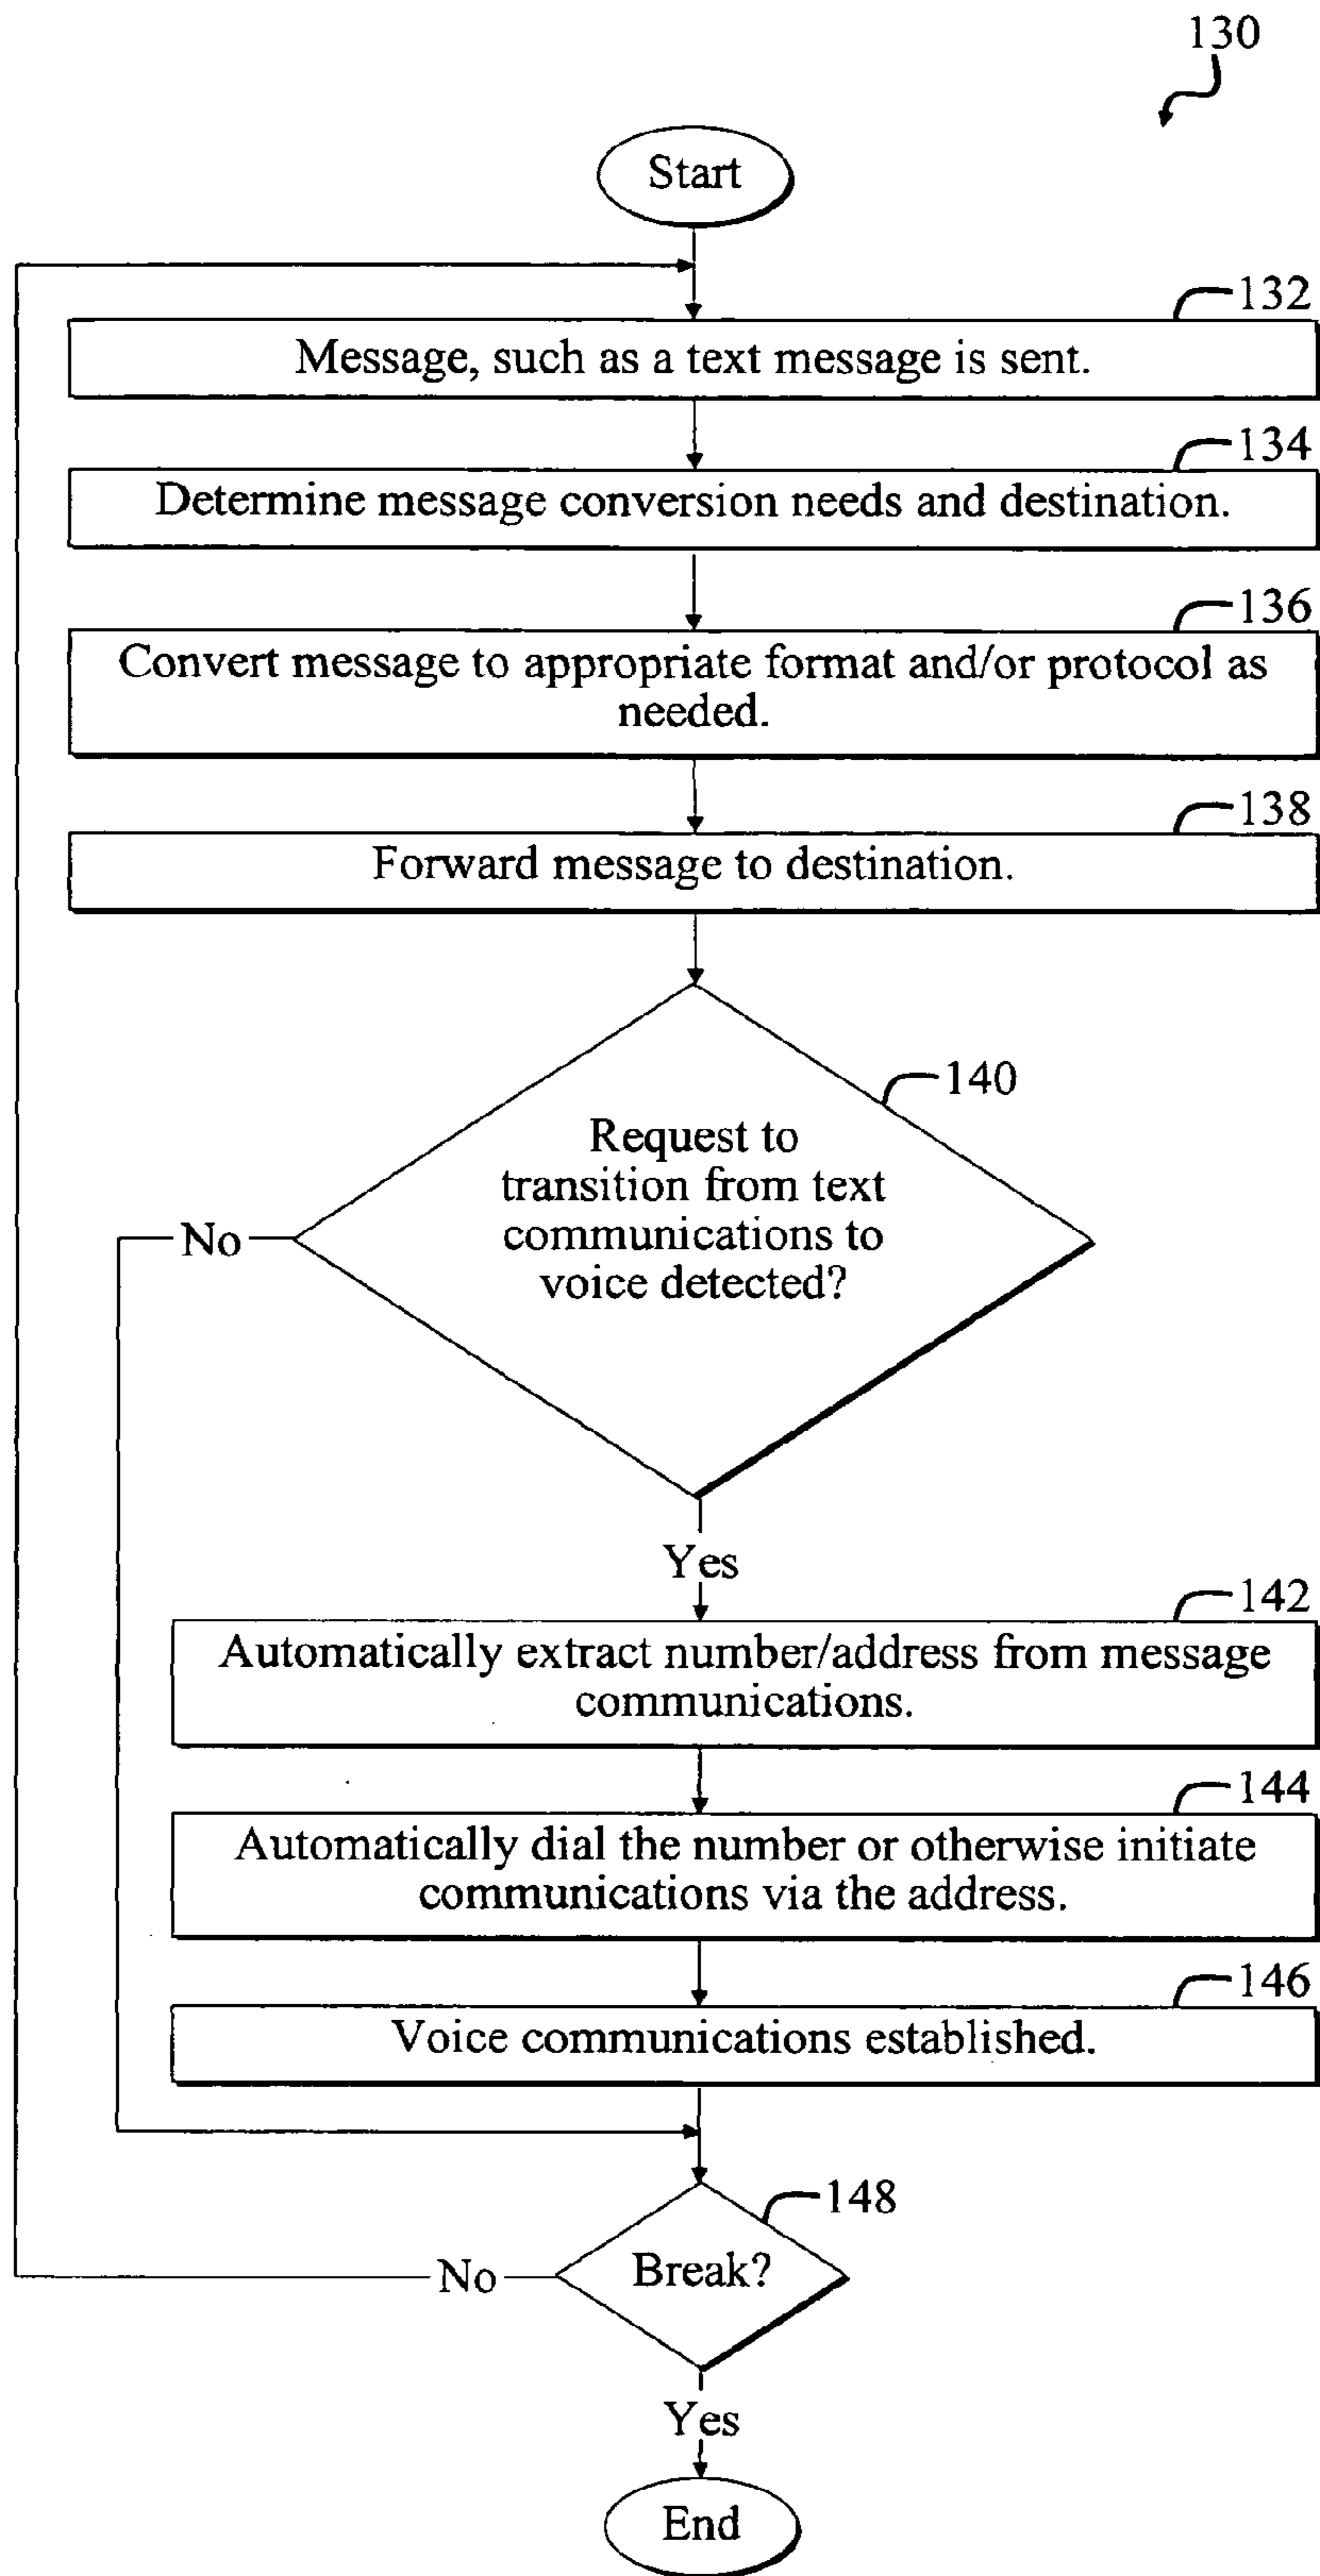 130
Start
132
Message, such as a text message is sent.
134
Determine message conversion needs and destination.
136
Convert message to appropriate format and/or protocol as
needed.
138
Forward message to destination.
140
Request to
transition from text
communications to
voice detected?
No
Yes
142
Automatically extract number/address from message
communications.
144
Automatically dial the number or otherwise initiate
communications via the address.
146
Voice communications established.
148
Break?
No
Yes
End